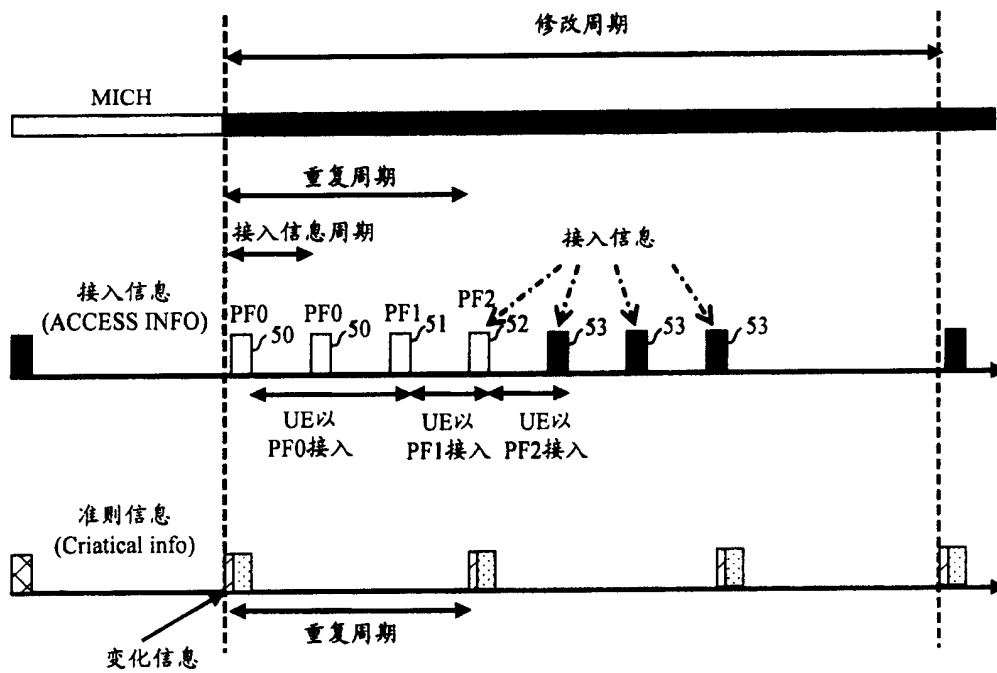 修改周期
MICH
重复周期
接入信息周期
接入信息
接入信息
(ACCESS INFO)
PF0
PF0
PF1
PF2
50
50
51
52
53
53
53
UE以
PF0接入
UE以
PF1接入
UE以
PF2接入
准则信息
(Criatical info)
重复周期
变化信息